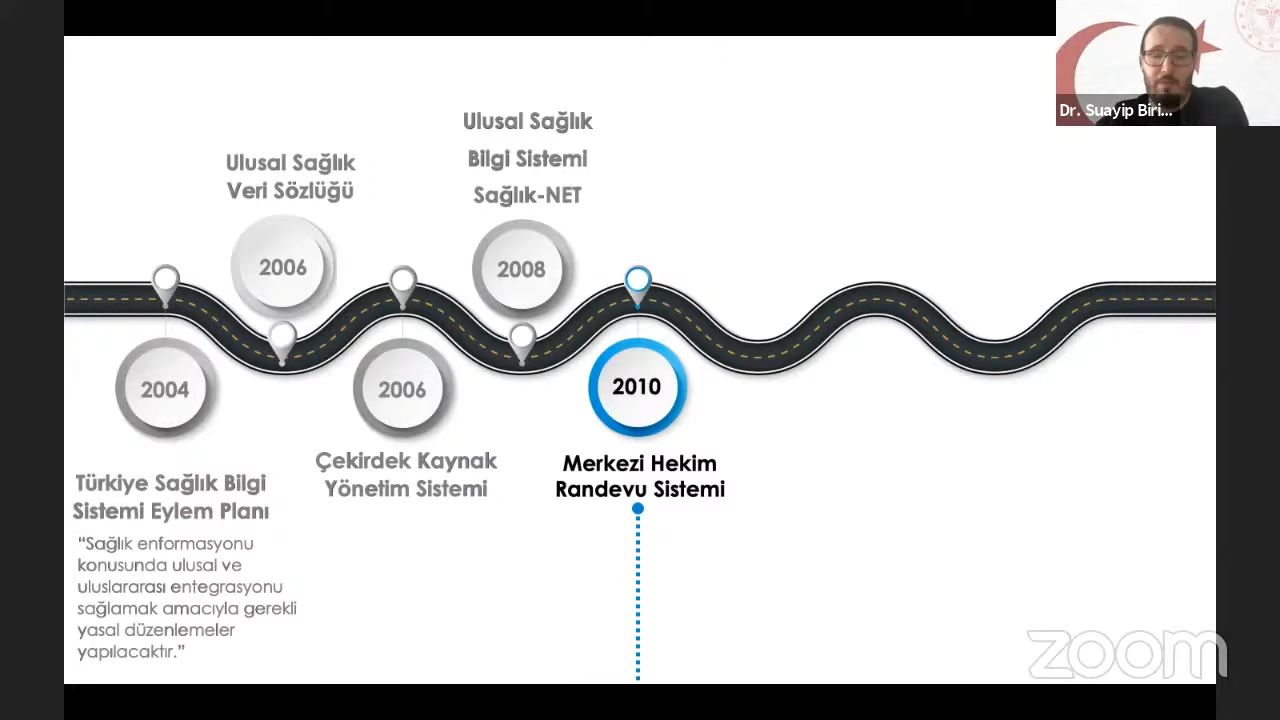 Dr. Suayip Biri...
Ulusal Sağlık
Veri Sözlüğü
Ulusal Sağlık
Bilgi Sistemi
Sağlık-NET
2006
2008
2004
2006
2010
Türkiye Sağlık Bilgi
Sistemi Eylem Planı
Çekirdek Kaynak
Yönetim Sistemi
Merkezi Hekim
Randevu Sistemi
“Sağlık enformasyonu
konusunda ulusal ve
uluslararası entegrasyonu
sağlamak amacıyla gerekli
yasal düzenlemeler
yapılacaktır.”
zoom